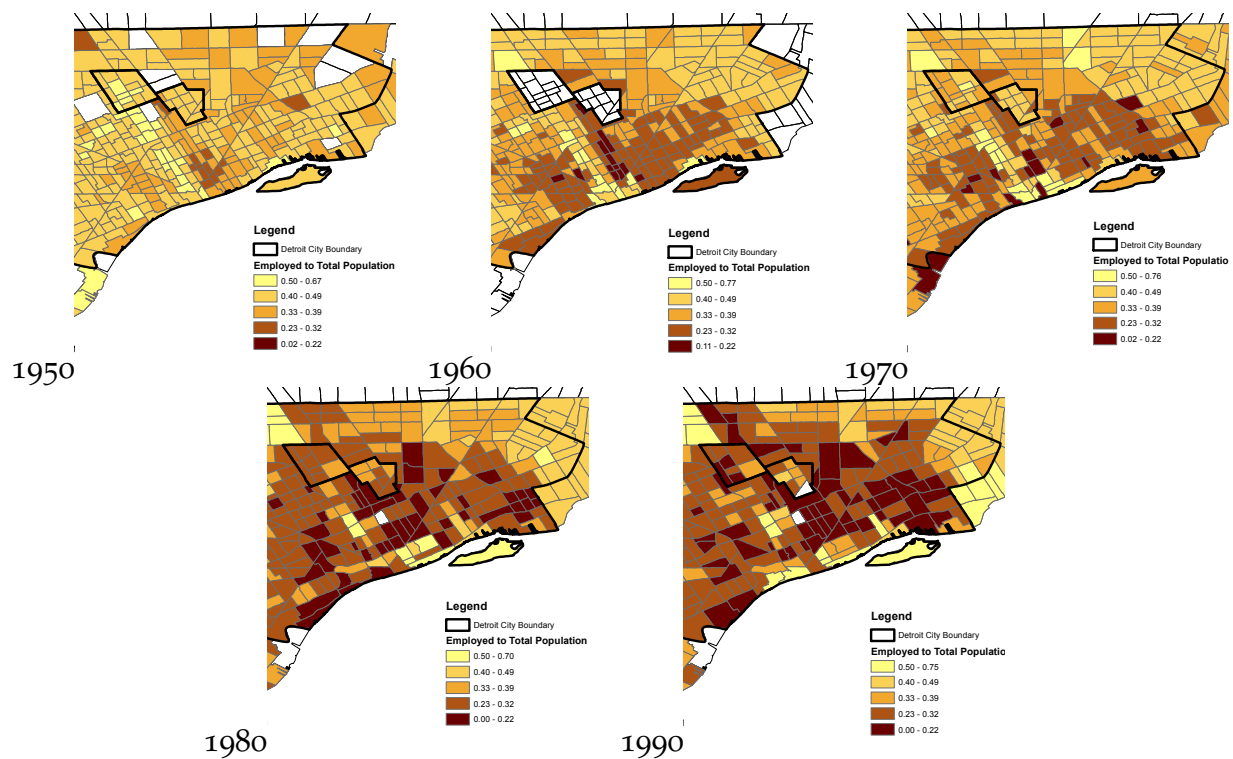 Legend
Detroit City Boundary
Employed to Total Population
0.50 - 0.67
0.40 - 0.49
0.33 - 0.39
0.23 - 0.32
0.02 - 0.22
1950
Legend
Detroit City Boundary
Employed to Total Population
0.50 - 0.77
0.40 - 0.49
0.33 - 0.39
0.23 - 0.32
0.11 - 0.22
1960
Legend
Detroit City Boundary
Employed to Total Populatio
0.50 - 0.76
0.40 - 0.49
0.33 - 0.39
0.23 - 0.32
0.02 - 0.22
1970
Legend
Detroit City Boundary
Employed to Total Population
0.50 - 0.70
0.40 - 0.49
0.33 - 0.39
0.23 - 0.32
0.00 - 0.22
1980
Legend
Detroit City Boundary
Employed to Total Populatio
0.50 - 0.75
0.40 - 0.49
0.33 - 0.39
0.23 - 0.32
0.00 - 0.22
1990